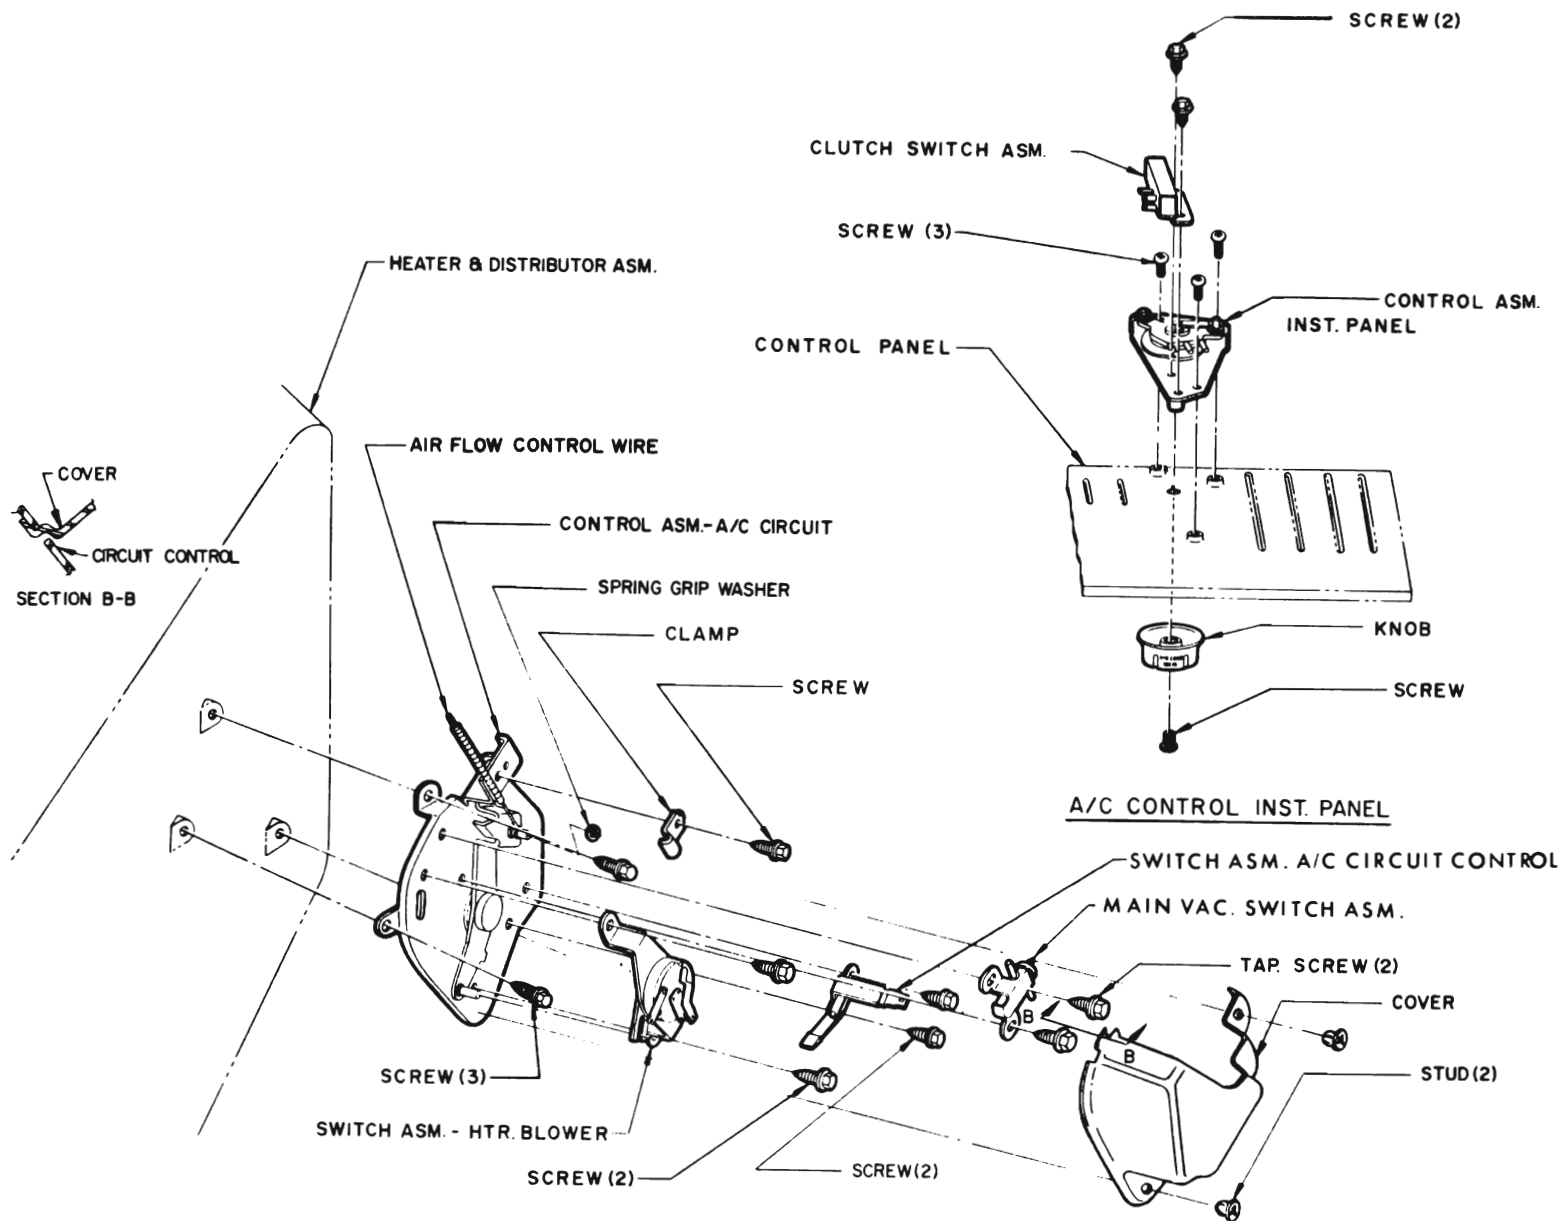 SCREW (2)
CLUTCH SWITCH ASM.
SCREW (3)
HEATER & DISTRIBUTOR ASM.
CONTROL ASM.
INST. PANEL
CONTROL PANEL
AIR FLOW CONTROL WIRE
COVER
CONTROL ASM.-A/C CIRCUIT
CIRCUIT CONTROL
SECTION B-B
SPRING GRIP WASHER
CLAMP
KNOB
SCREW
SCREW
A/C CONTROL INST. PANEL
SWITCH ASM. A/C CIRCUIT CONTROL
MAIN VAC. SWITCH ASM.
TAP. SCREW (2)
COVER
B
B
STUD (2)
SCREW (3)
SWITCH ASM. - HTR. BLOWER
SCREW (2)
SCREW (2)